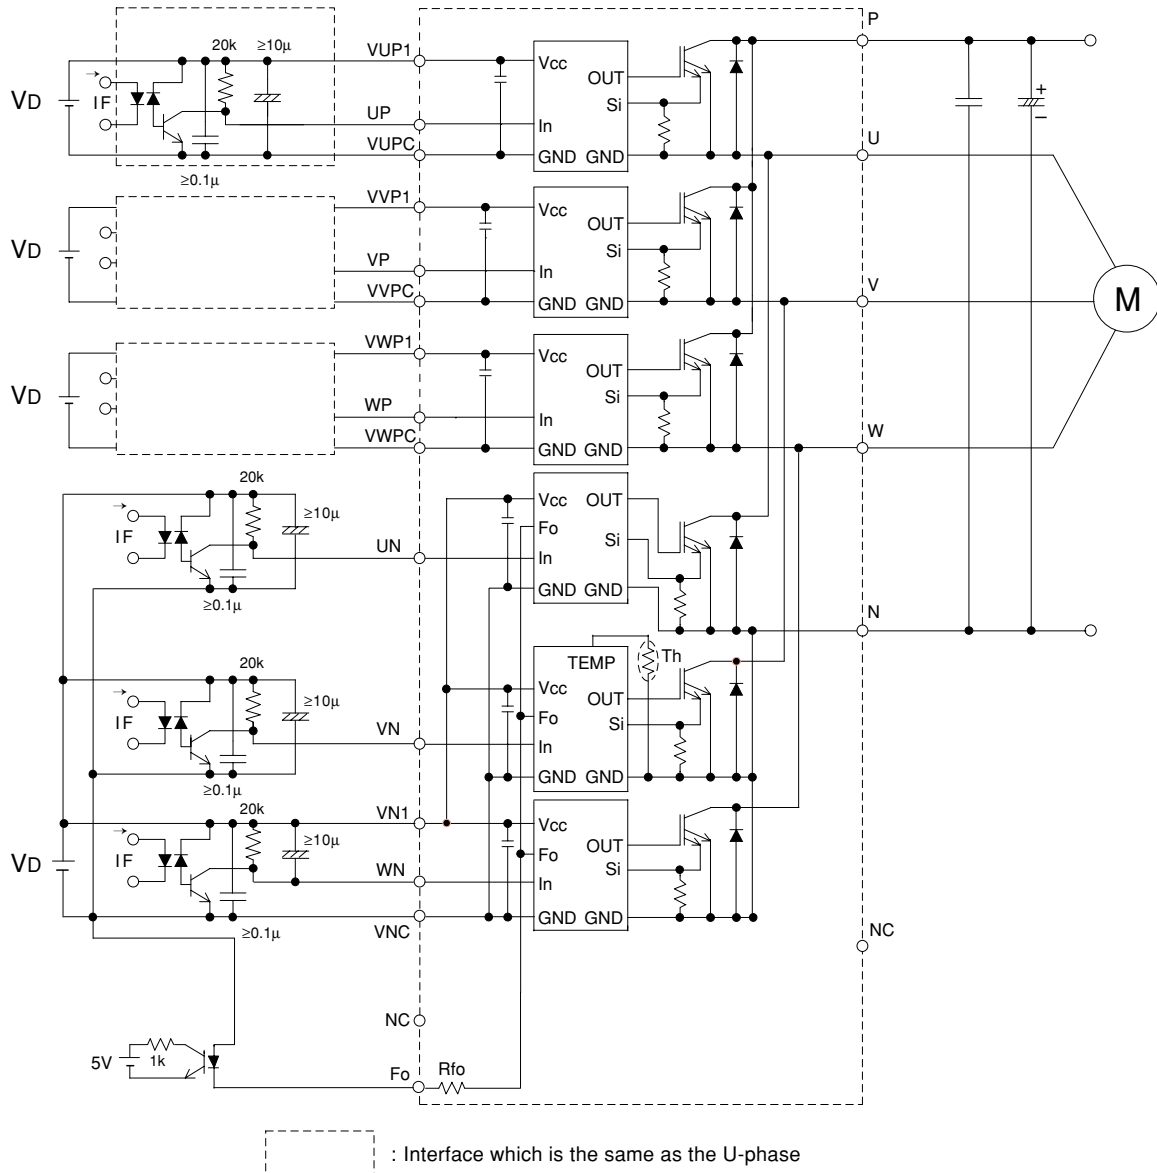 P
20k
≥10µ
VUP1
Vcc
OUT
VD
IF
Si
UP
In
U
VUPC
GND GND
≥0.1µ
VVP1
Vcc
OUT
VD
Si
VP
In
V
VVPC
GND GND
M
VWP1
Vcc
OUT
VD
Si
WP
In
W
VWPC
GND GND
20k
Vcc OUT
≥10µ
Fo
IF
Si
UN
In
GND GND
N
≥0.1µ
TEMP
Th
20k
Vcc
≥10µ
OUT
IF
Fo
Si
VN
In
GND GND
≥0.1µ
20k
VN1
Vcc
≥10µ
OUT
VD
IF
Fo
Si
WN
In
GND GND
VNC
≥0.1µ
NC
NC
5V
1k
Fo
Rfo
+
–
: Interface which is the same as the U-phase